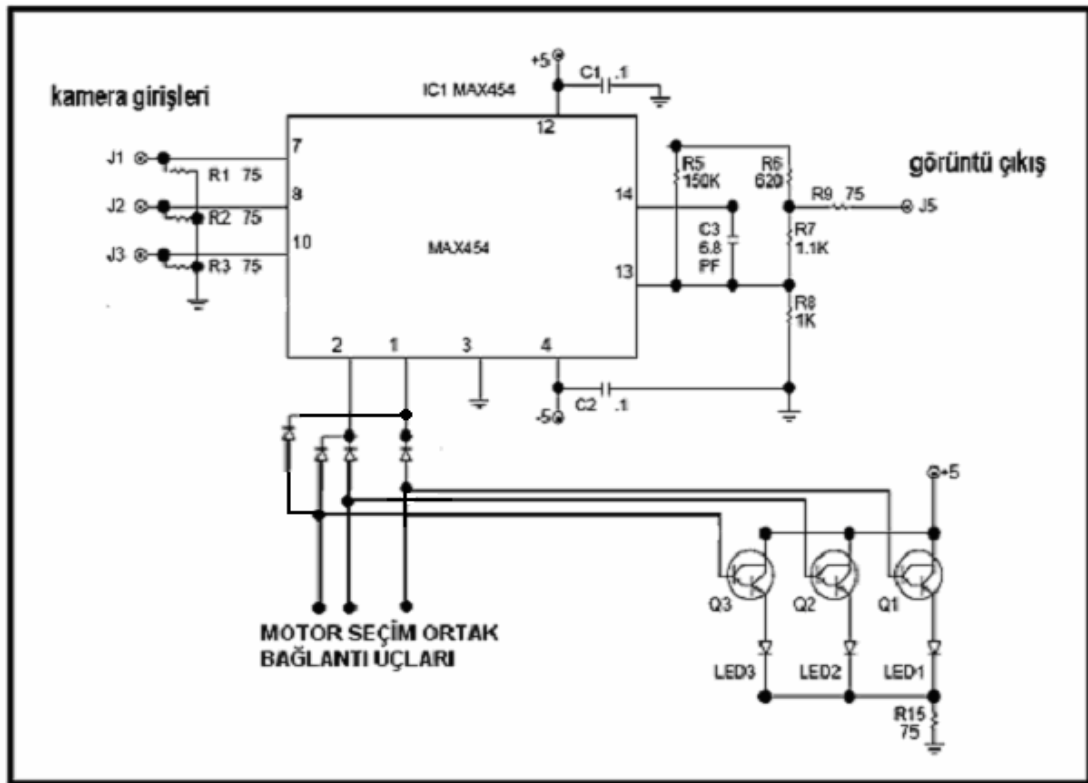 kamera girişleri
IC1 MAX454
+5
C1 .1
12
J1
7
R1 75
J2
8
R2 75
J3
10
R3 75
MAX454
14
13
R5
150K
R6
620
C3
6.8
PF
R7
1.1K
R8
1K
R9 75
görüntü çıkış
J5
2
1
3
4
-5
C2 .1
+5
Q3
Q2
Q1
LED3
LED2
LED1
R15
75
MOTOR SEÇİM ORTAK
BAĞLANTI UÇLARI